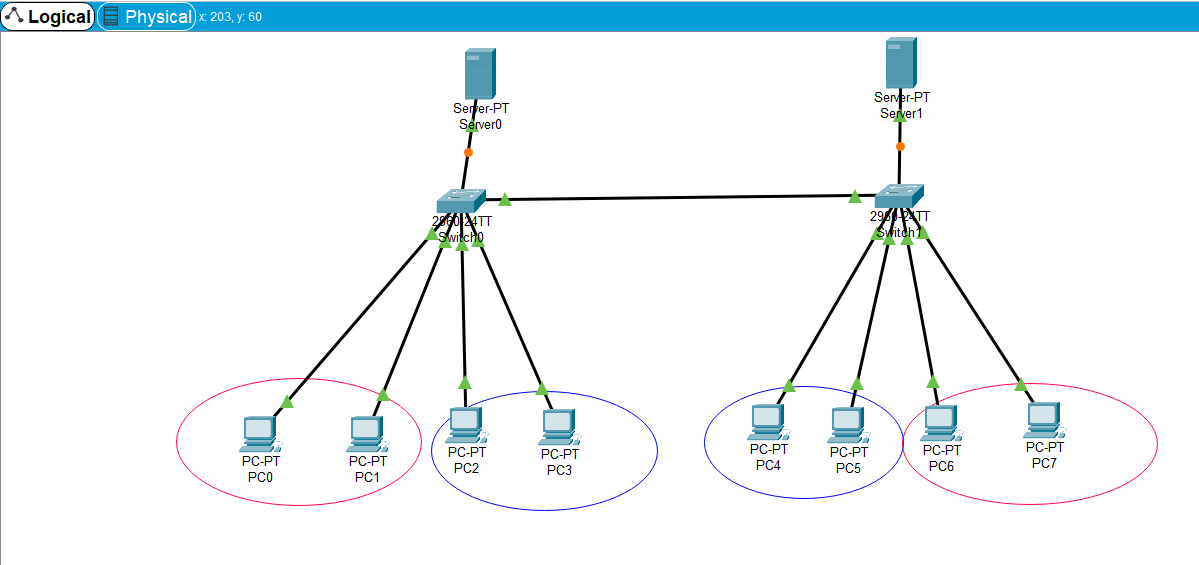 Logical Physical x: 203, y: 60
Server-PT
Server0
Server-PT
Server1
2960-24TT
Switch0
2960-24TT
Switch1
PC-PT
PC0
PC-PT
PC1
PC-PT
PC2
PC-PT
PC3
PC-PT
PC4
PC-PT
PC5
PC-PT
PC6
PC-PT
PC7